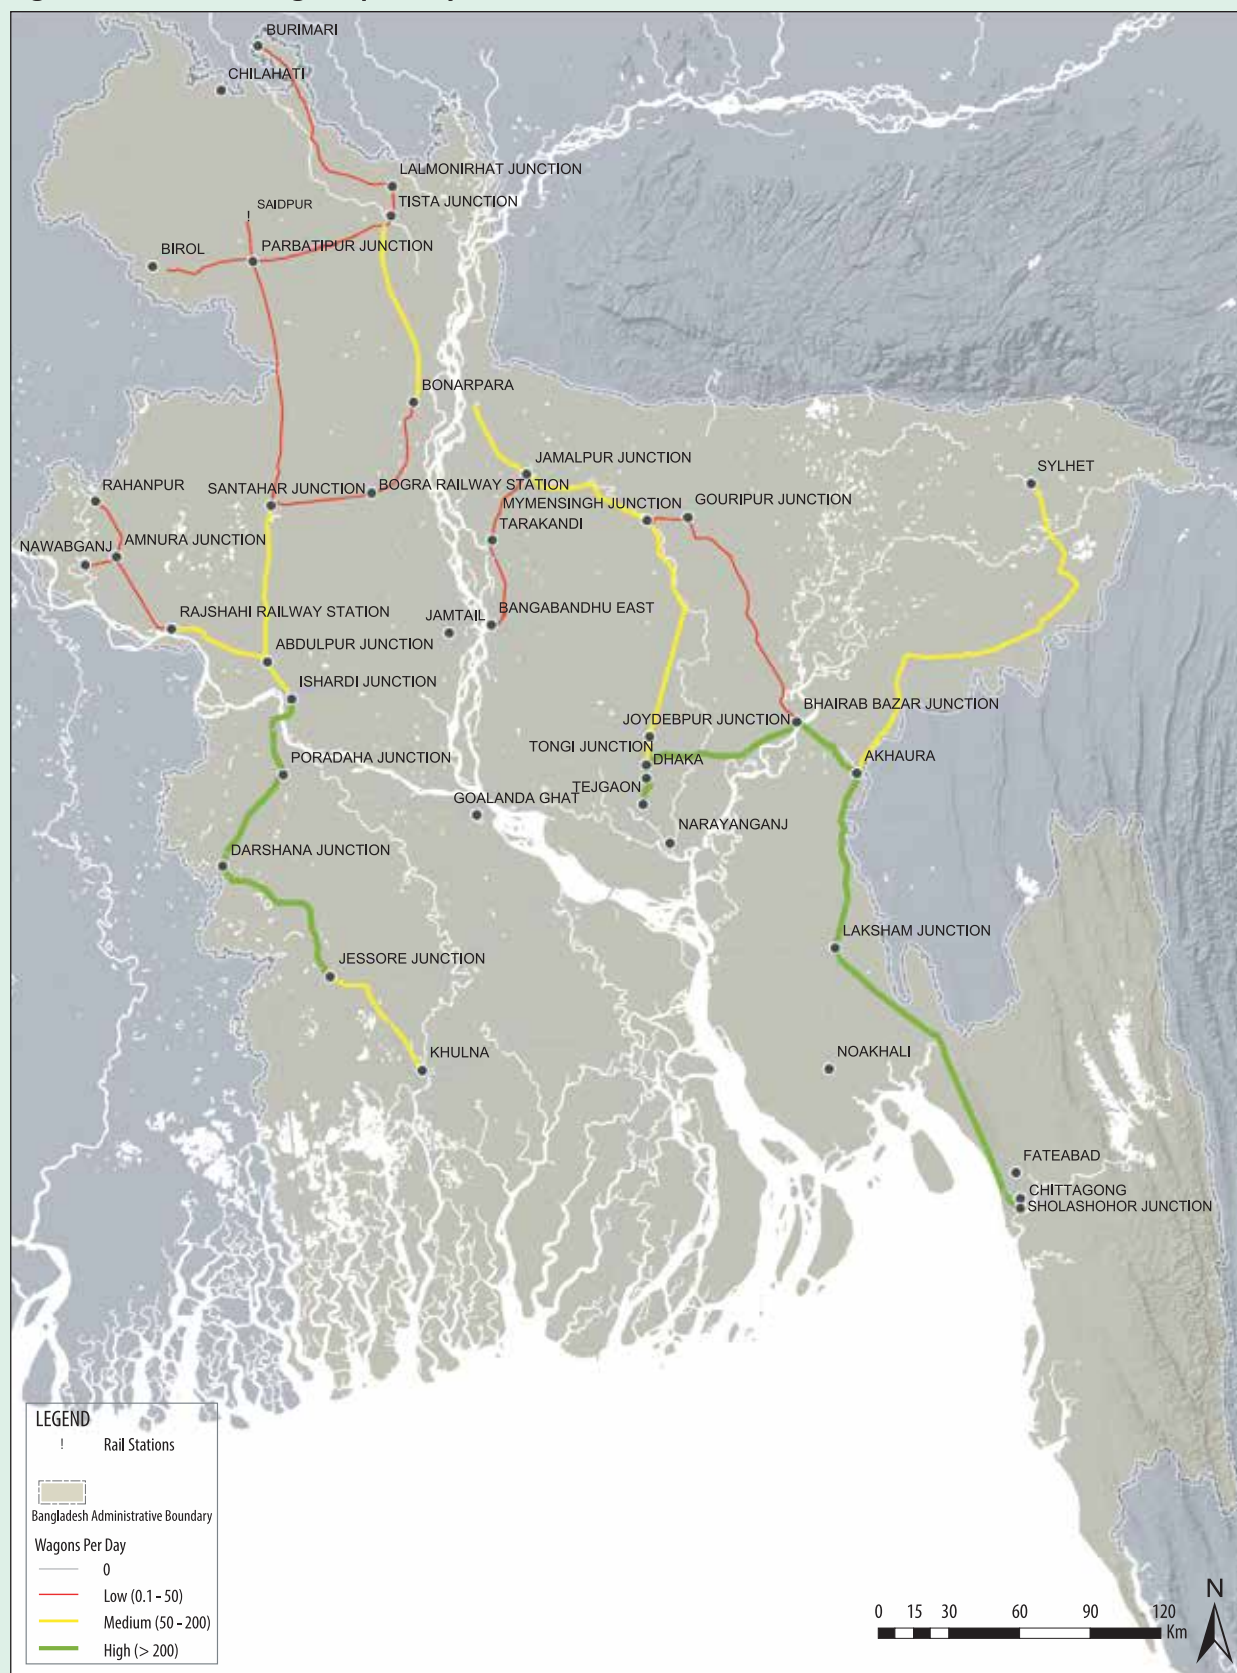 BURIMARI
CHILAHATI
LALMONIRHAT JUNCTION
TISTA JUNCTION
! SAIDPUR
PARBATIPUR JUNCTION
BIROL
BONARPARA
JAMALPUR JUNCTION
SYLHET
BOGRA RAILWAY STATION
SANTAHAR JUNCTION
RAHANPUR
MYMENSINGH JUNCTION
GOURIPUR JUNCTION
TARAKANDI
AMNURA JUNCTION
NAWABGANJ
RAJSHAHI RAILWAY STATION
JAMTAIL
BANGABANDHU EAST
ABDULPUR JUNCTION
ISHARDI JUNCTION
BHAIRAB BAZAR JUNCTION
JOYDEBPUR JUNCTION
TONGI JUNCTION
DHAKA
AKHAURA
PORADAHA JUNCTION
TEJGAON
GOALANDA GHAT
NARAYANGANJ
DARSHANA JUNCTION
LAKSHAM JUNCTION
JESSORE JUNCTION
KHULNA
NOAKHALI
FATEABAD
CHITTAGONG
SHOLASHOHOR JUNCTION
LEGEND
! Rail Stations
Bangladesh Administrative Boundary
Wagons Per Day
0
Low (0.1 - 50)
Medium (50 - 200)
High (> 200)
0 15 30 60 90 120
Km
N